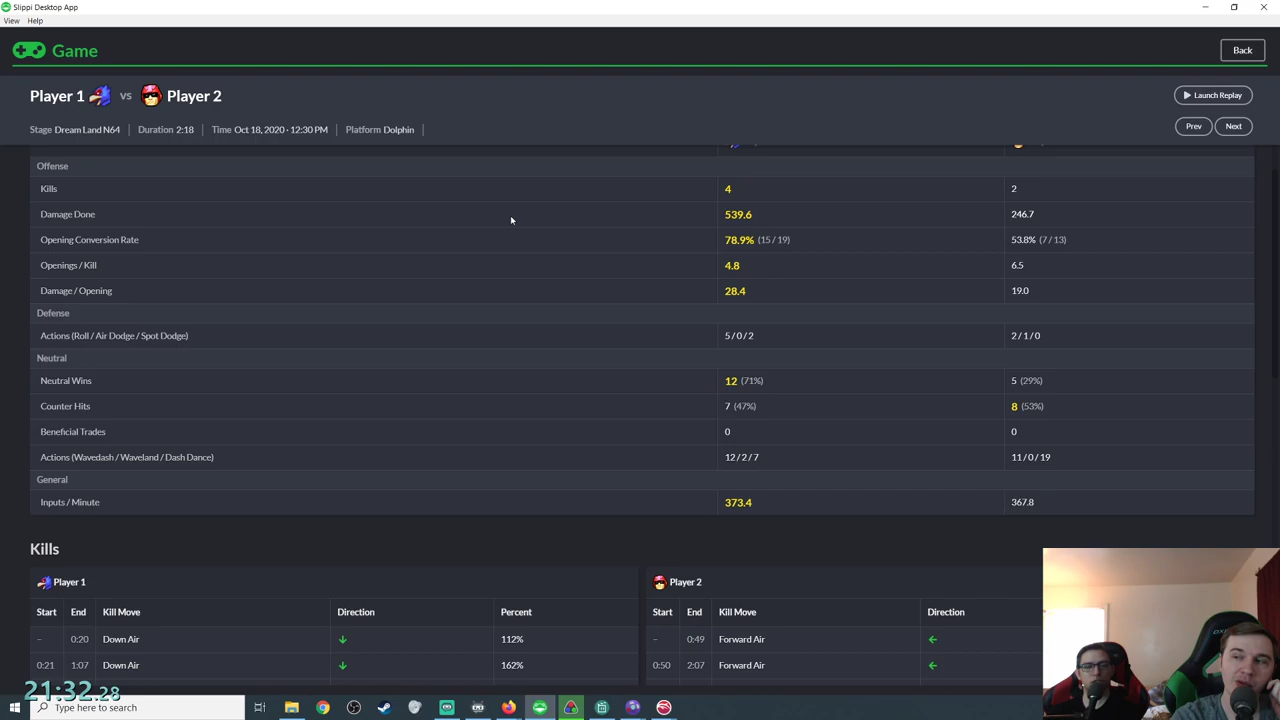 Slippi Desktop App
View Help
Game
Back
Player 1 vs Player 2
Launch Replay
Stage Dream Land N64 Duration 2:18 Time Oct 18, 2020 · 12:30 PM Platform Dolphin
Prev Next
Offense
Kills 4 2
Damage Done 539.6 246.7
Opening Conversion Rate 78.9% (15 / 19) 53.8% (7 / 13)
Openings / Kill 4.8 6.5
Damage / Opening 28.4 19.0
Defense
Actions (Roll / Air Dodge / Spot Dodge) 5 / 0 / 2 2 / 1 / 0
Neutral
Neutral Wins 12 (71%) 5 (29%)
Counter Hits 7 (47%) 8 (53%)
Beneficial Trades 0 0
Actions (Wavedash / Waveland / Dash Dance) 12 / 2 / 7 11 / 0 / 19
General
Inputs / Minute 373.4 367.8
Kills
Player 1 Player 2
Start End Kill Move Direction Percent Start End Kill Move Direction
– 0:20 Down Air ↓ 112% – 0:49 Forward Air ←
0:21 1:07 Down Air ↓ 162% 0:50 2:07 Forward Air ←
21:32.28
Type here to search